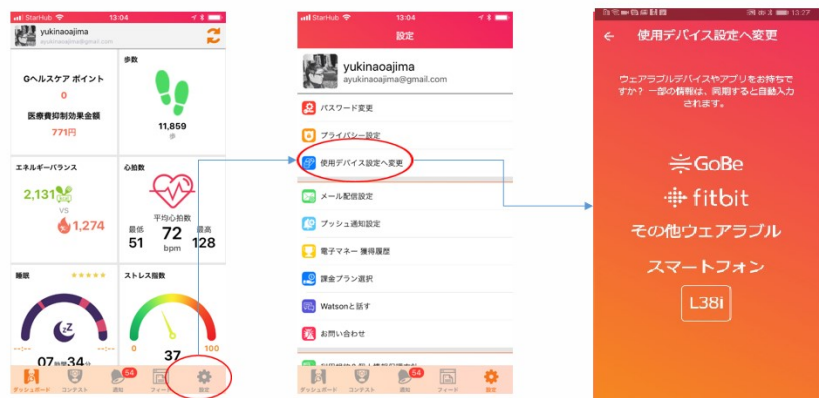 StarHub 13:04
yukinaoajima
ayukinaoajima@gmail.com
Gヘルスケア ポイント
0
医療費抑制効果金額
771円
歩数
11,859
歩
エネルギーバランス
2,131
VS
1,274
心拍数
平均心拍数
最低 72 最高
51 bpm 128
睡眠 ★★★★★
zZ
--:-- --:--
07時間34分
ストレス指数
0 100
37
54
ダッシュボード コンテスト 通知 フィード 設定
StarHub 13:04
設定
yukinaoajima
ayukinaoajima@gmail.com
パスワード変更
プライバシー設定
使用デバイス設定へ変更
メール配信設定
プッシュ通知設定
電子マネー 獲得履歴
課金プラン選択
Watsonと話す
お問い合わせ
54
ダッシュボード コンテスト 通知 フィード 設定
13:27
← 使用デバイス設定へ変更
ウェアラブルデバイスやアプリをお持ちで
すか？ 一部の情報は、同期すると自動入力
されます。
GoBe
fitbit
その他ウェアラブル
スマートフォン
L38i